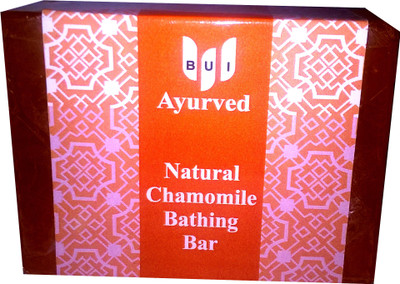 BUI
Ayurved
Natural
Chamomile
Bathing
Bar